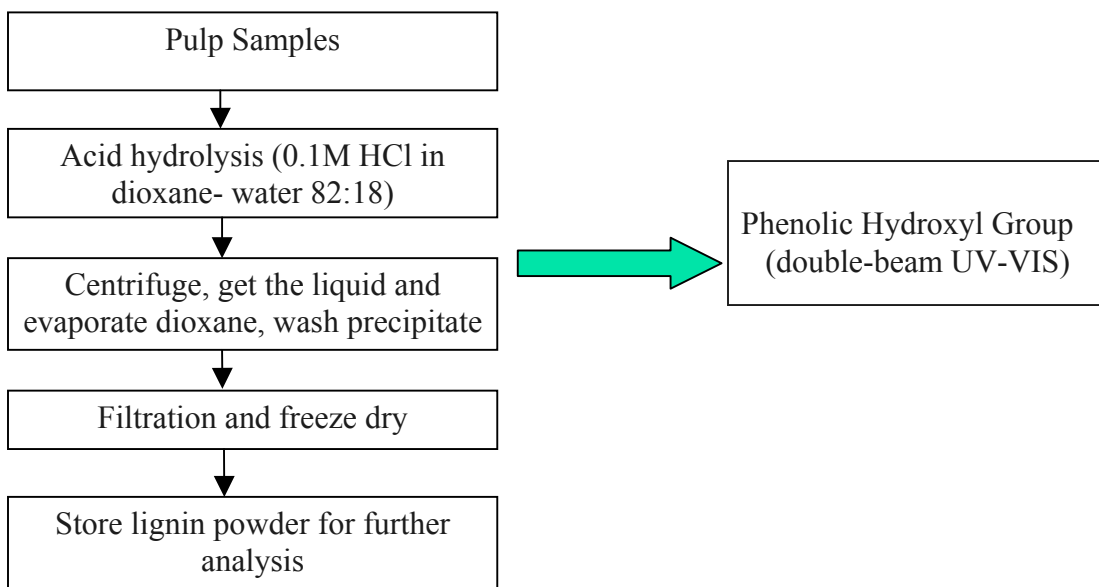 Pulp Samples
Acid hydrolysis (0.1M HCl in
dioxane- water 82:18)
Centrifuge, get the liquid and
evaporate dioxane, wash precipitate
Filtration and freeze dry
Store lignin powder for further
analysis
Phenolic Hydroxyl Group
(double-beam UV-VIS)